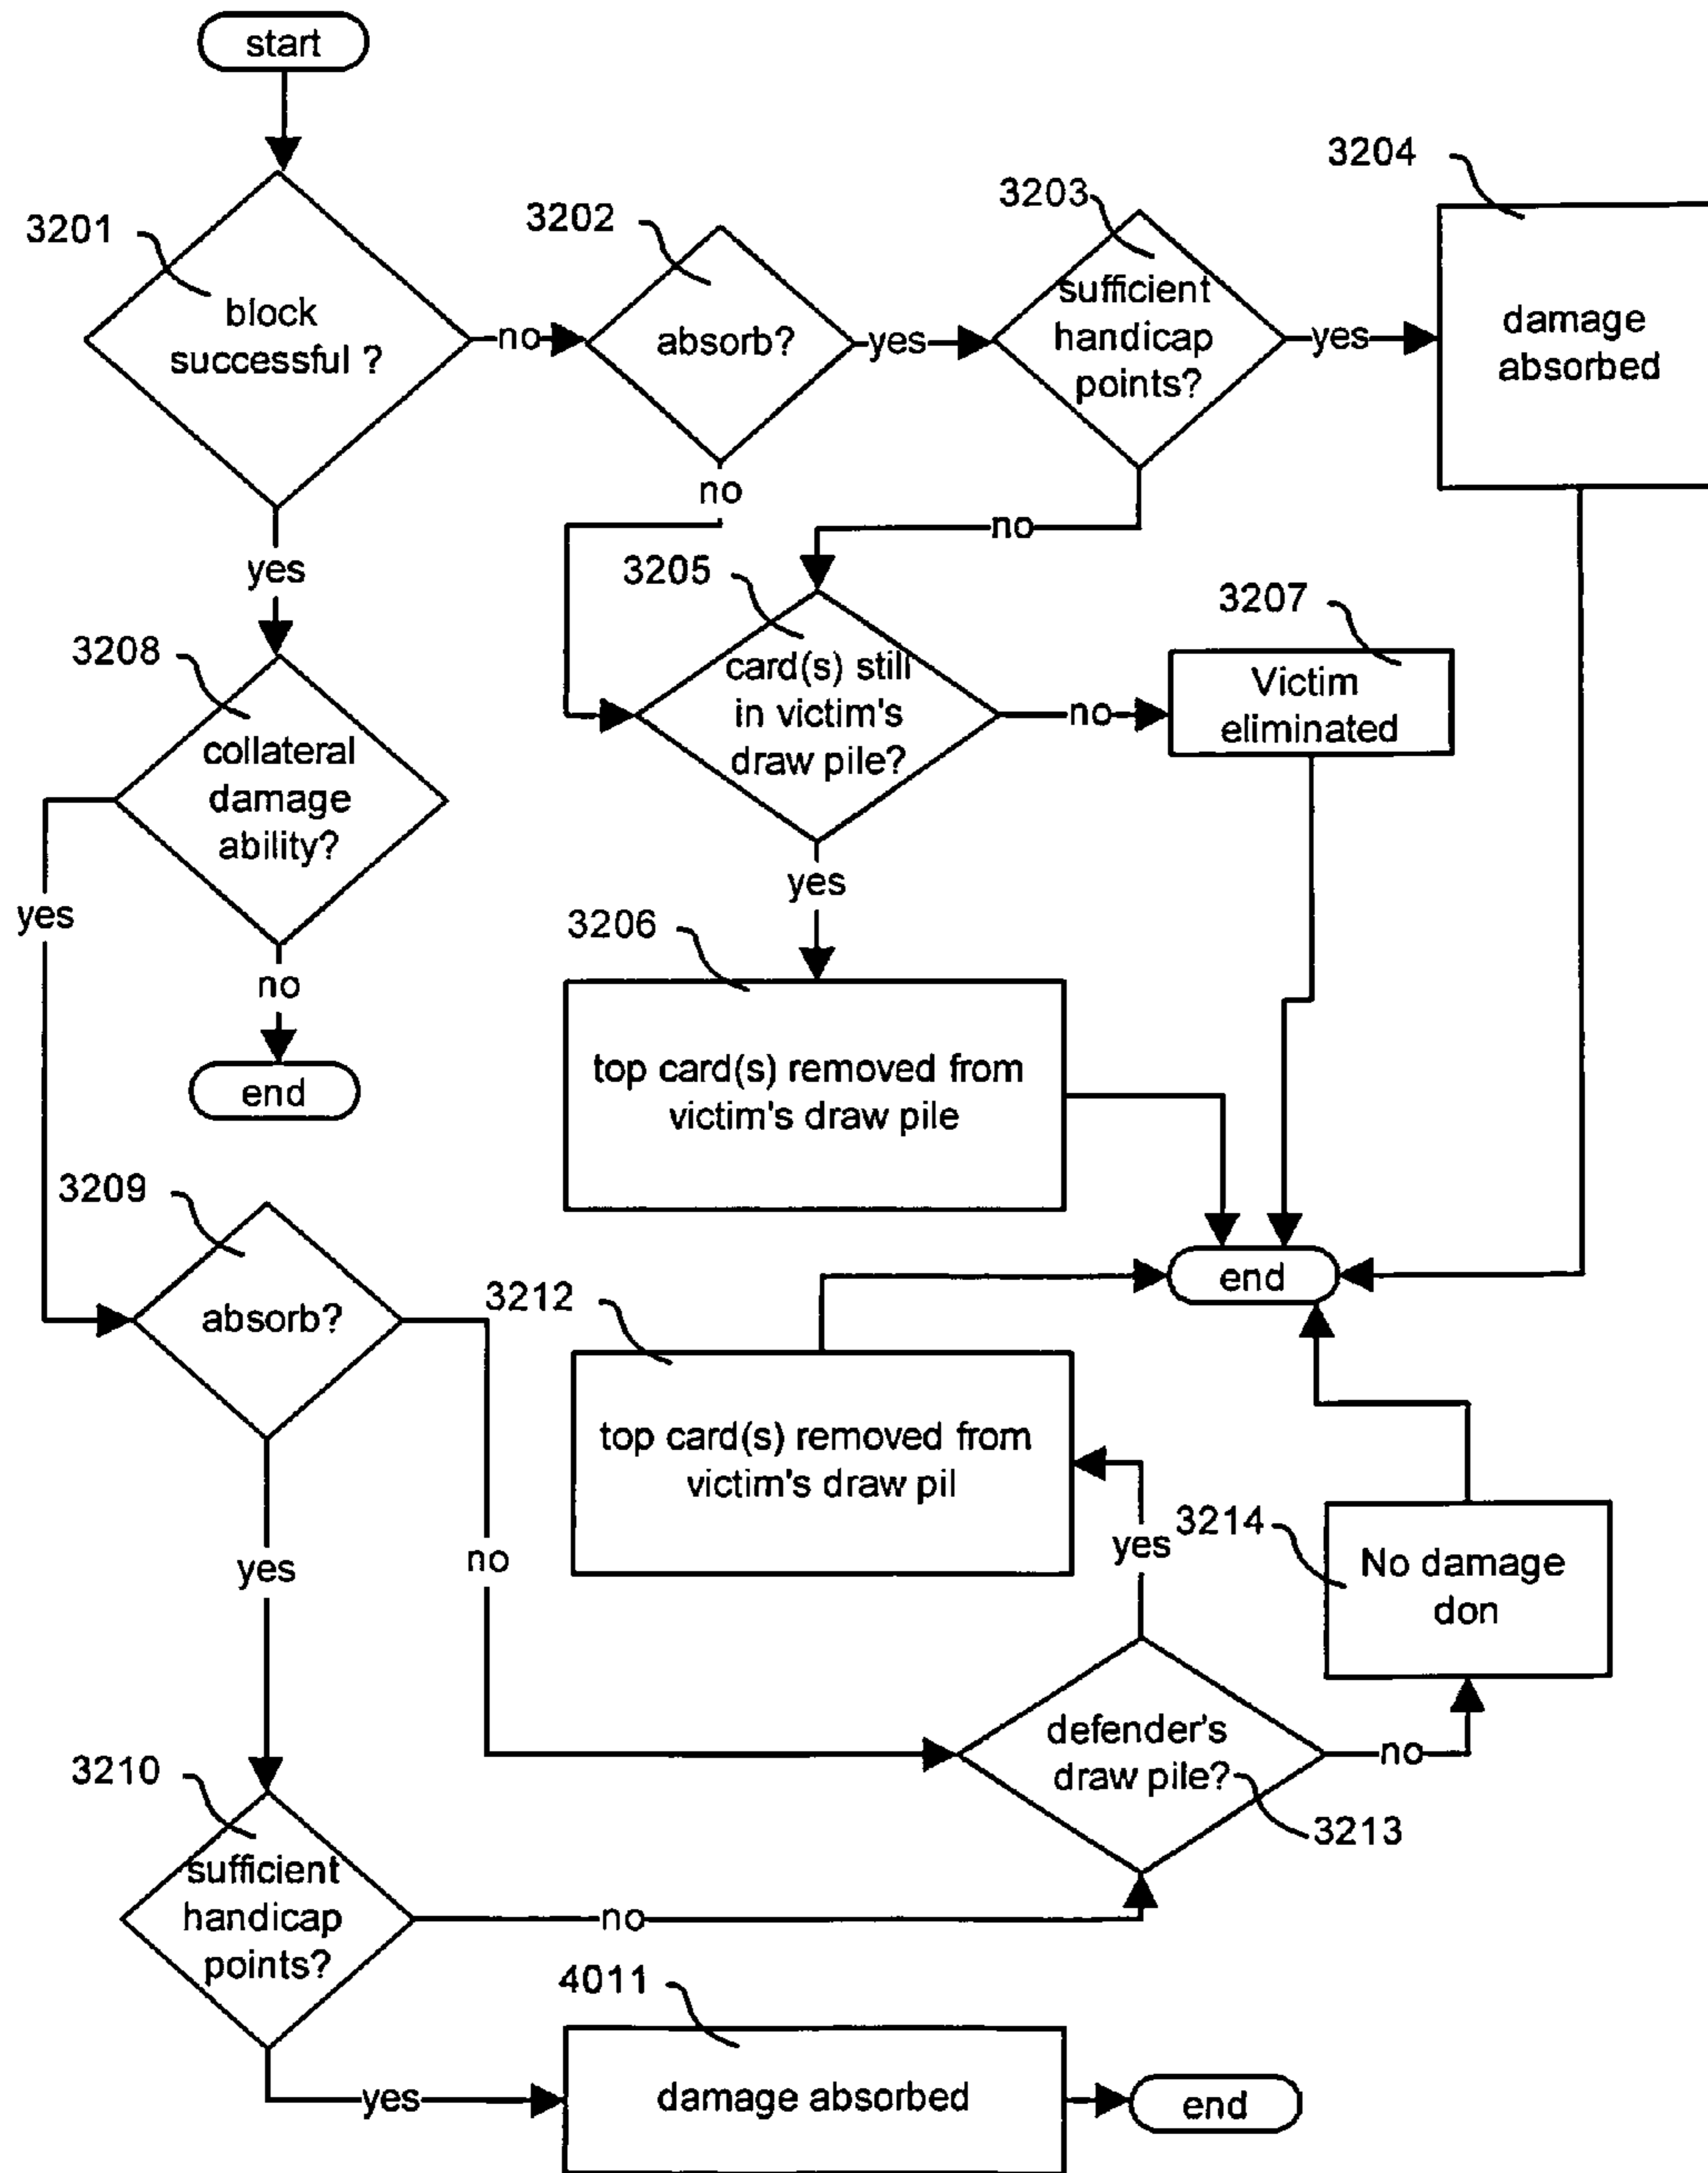 start
3201
block
successful ?
no
3202
absorb?
yes
3203
sufficient
handicap
points?
yes
3204
damage
absorbed
yes
no
no
3205
card(s) still
in victim's
draw pile?
no
3207
Victim
eliminated
3208
collateral
damage
ability?
yes
no
end
yes
3206
top card(s) removed from
victim's draw pile
end
3209
absorb?
yes
no
3212
top card(s) removed from
victim's draw pil
yes
3214
No damage
don
defender's
draw pile?
no
3213
3210
sufficient
handicap
points?
no
yes
4011
damage absorbed
end